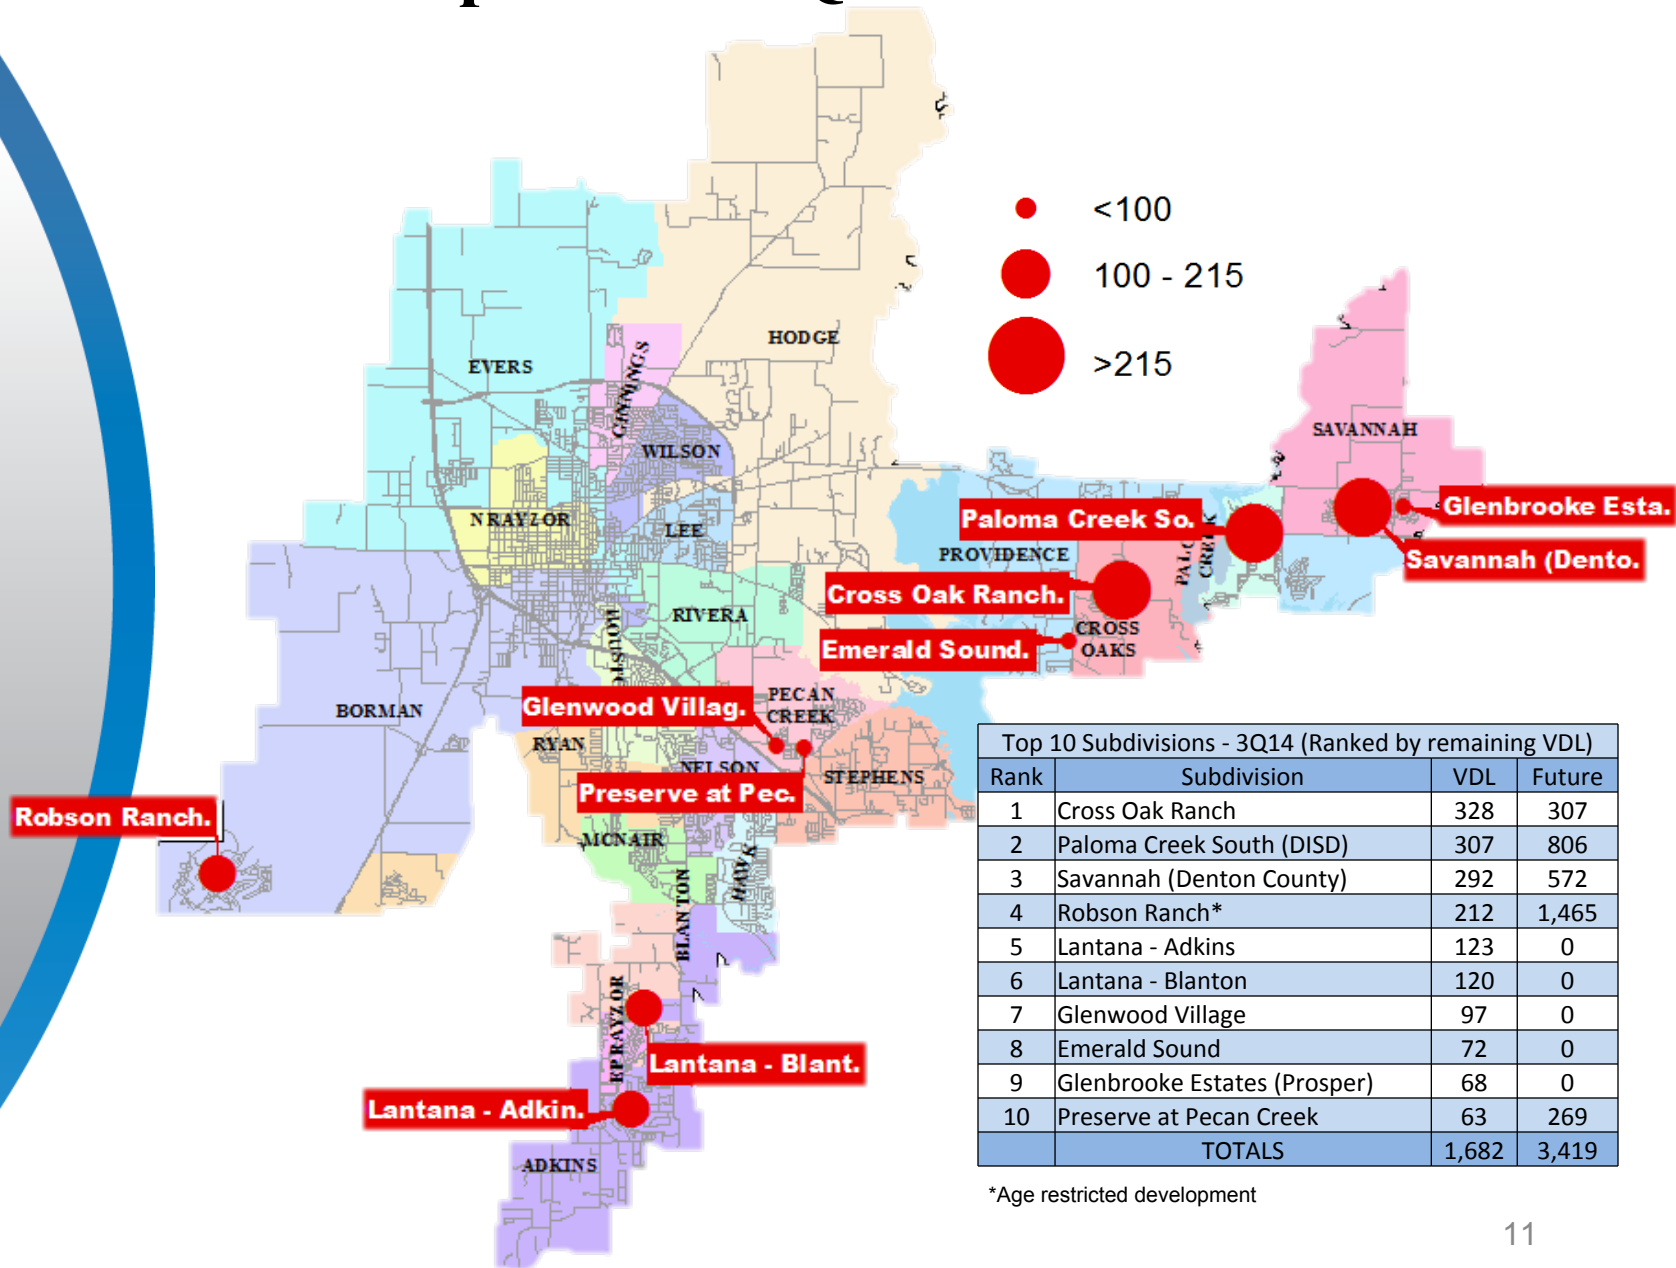 <100
100 - 215
>215
HODGE
EVERS
GINNINGS
SAVANNAH
WILSON
Glenbrooke Esta.
NRAYZOR
LEE
Paloma Creek So.
PROVIDENCE
CREEK
Savannah (Dento.
Cross Oak Ranch.
RIVERA
CROSS
OAKS
Emerald Sound.
BORMAN
Glenwood Villag.
PECAN
CREEK
RYAN
NELSON
STEPHENS
Preserve at Pec.
Robson Ranch.
MCNAIR
HAWK
BLANTON
EPRAYZOR
Lantana - Blant.
Lantana - Adkin.
ADKINS
Top 10 Subdivisions - 3Q14 (Ranked by remaining VDL)
Rank Subdivision VDL Future
1 Cross Oak Ranch 328 307
2 Paloma Creek South (DISD) 307 806
3 Savannah (Denton County) 292 572
4 Robson Ranch* 212 1,465
5 Lantana - Adkins 123 0
6 Lantana - Blanton 120 0
7 Glenwood Village 97 0
8 Emerald Sound 72 0
9 Glenbrooke Estates (Prosper) 68 0
10 Preserve at Pecan Creek 63 269
TOTALS 1,682 3,419
*Age restricted development
11